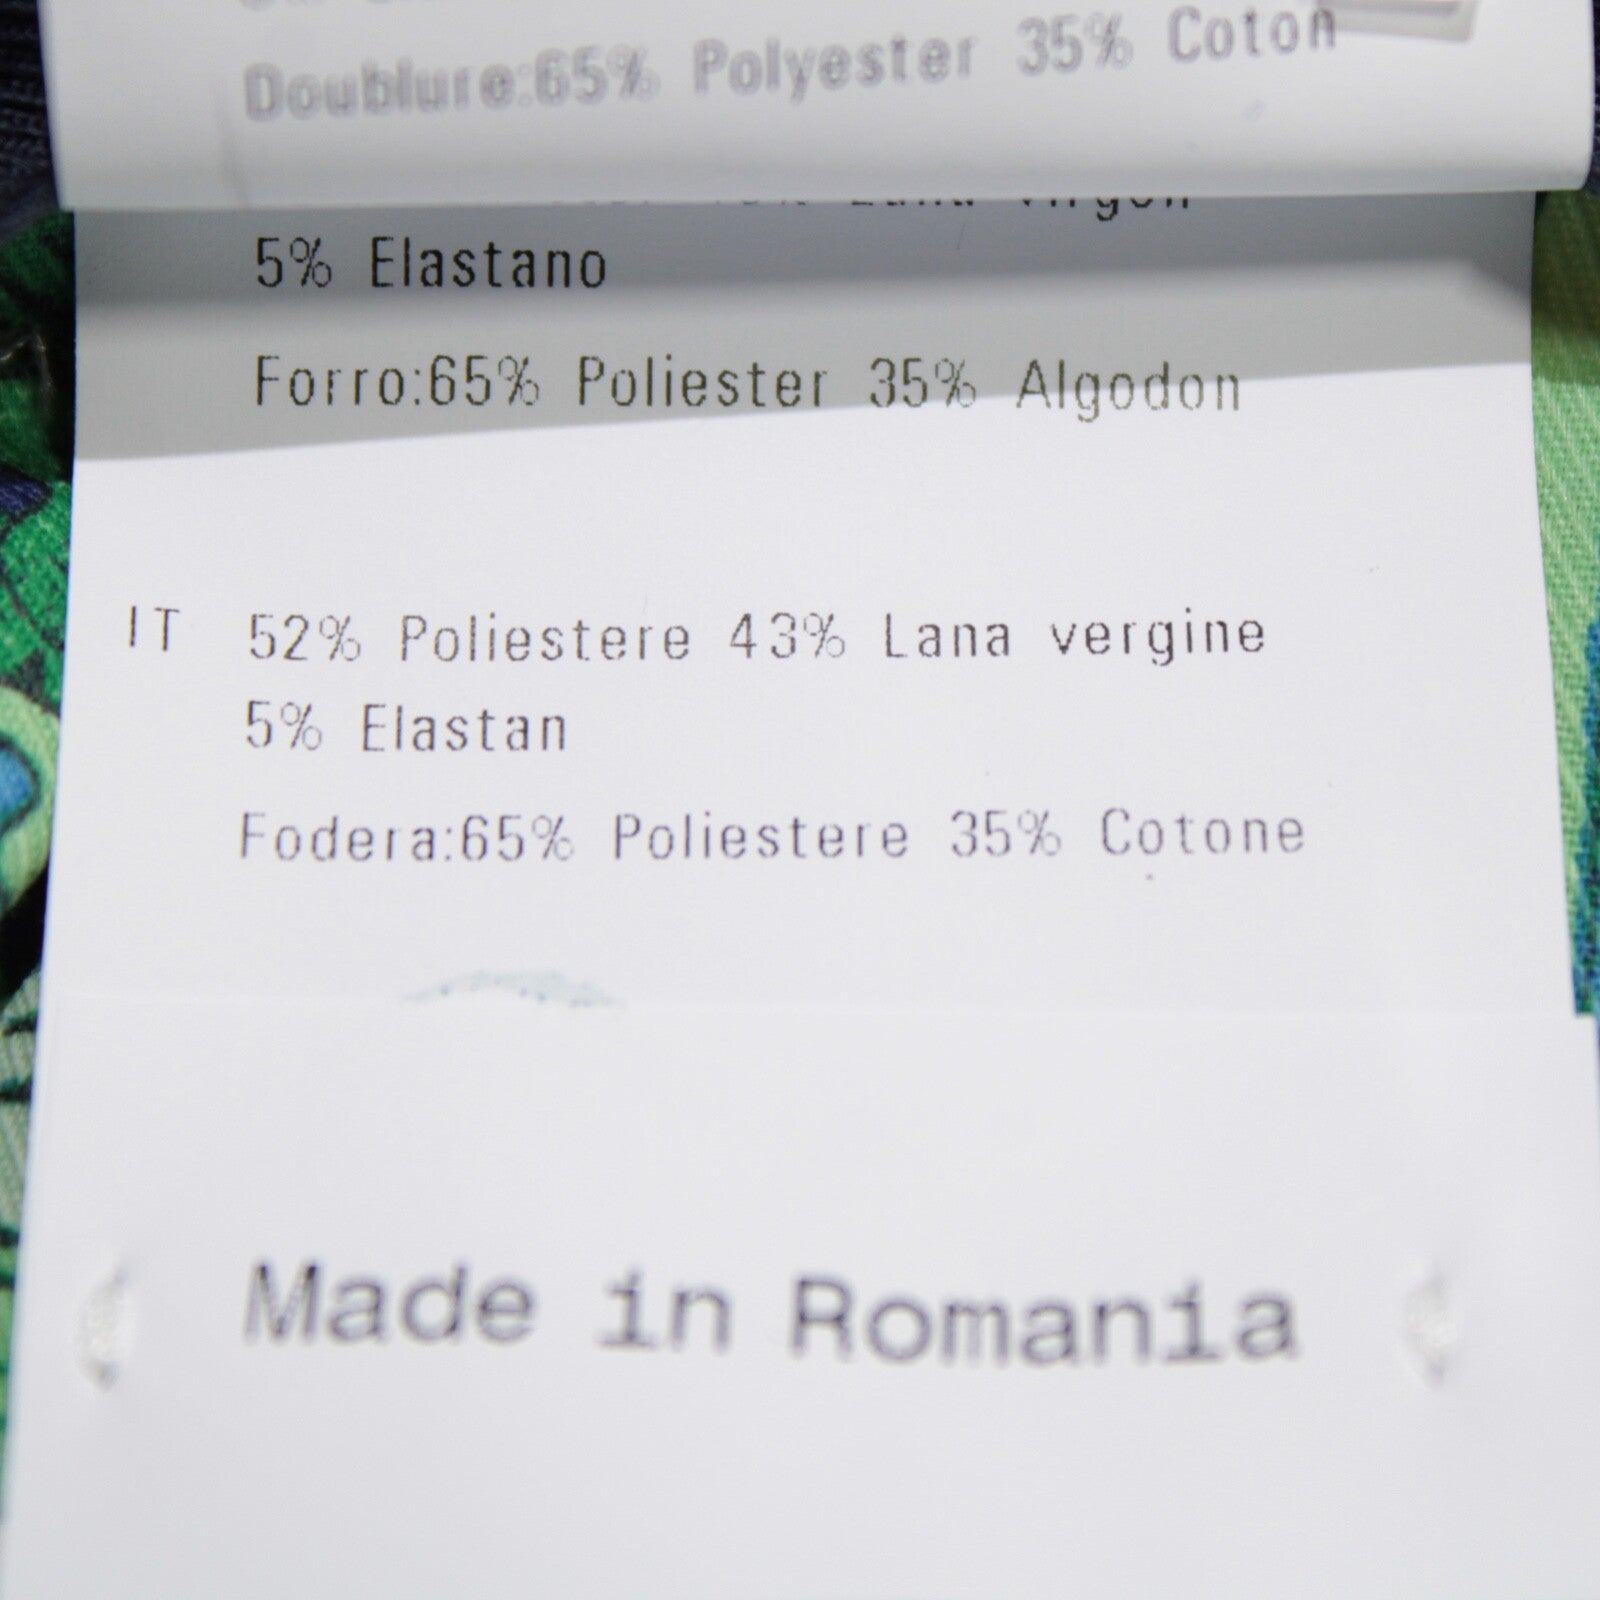 Doublure:65% Polyester 35% Coton
5% Elastano
Forro:65% Poliester 35% Algodon
IT 52% Poliestere 43% Lana vergine
5% Elastan
Fodera:65% Poliestere 35% Cotone
Made in Romania